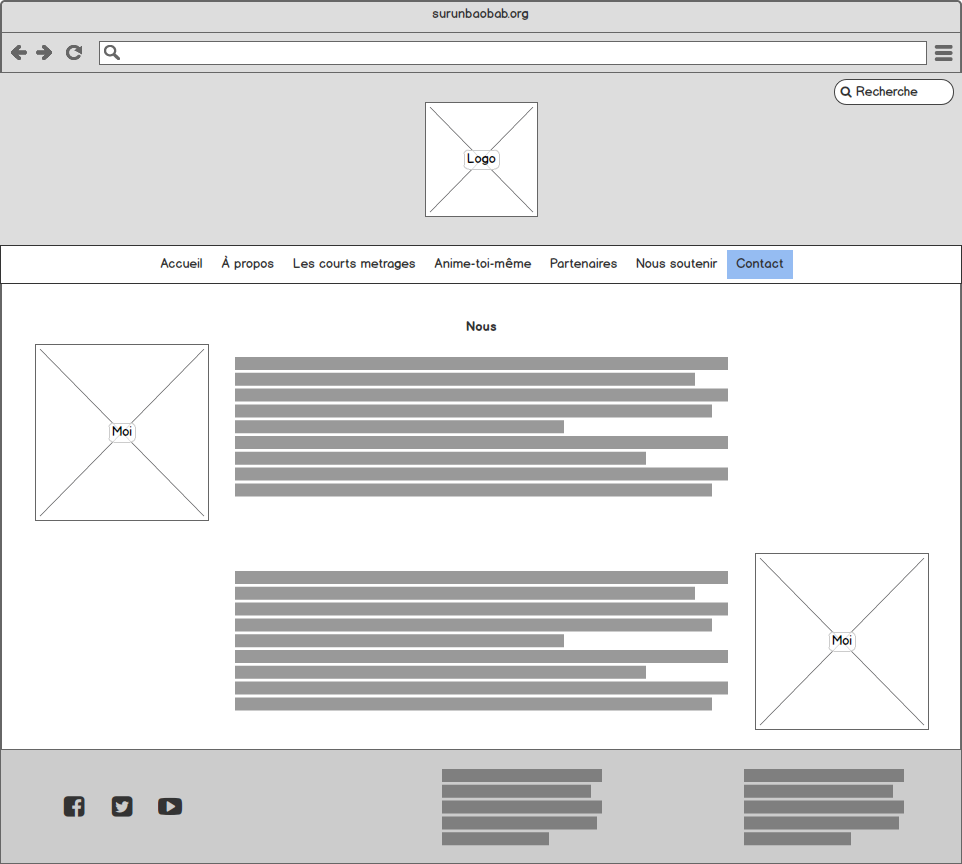 surunbaobab.org
Recherche
Logo
Accueil À propos Les courts metrages Anime-toi-même Partenaires Nous soutenir Contact
Nous
Moi
Moi